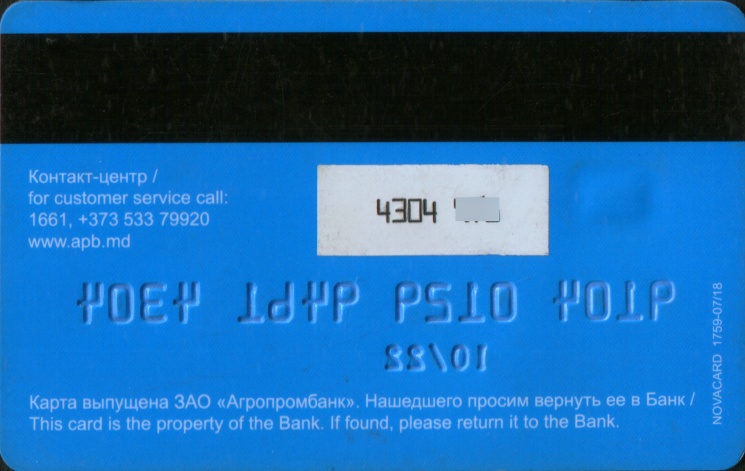 Контакт-центр /
for customer service call:
1661, +373 533 79920
www.apb.md
4304
Карта выпущена ЗАО «Агропромбанк». Нашедшего просим вернуть ее в Банк /
This card is the property of the Bank. If found, please return it to the Bank.
NOVACARD 1759-07/18